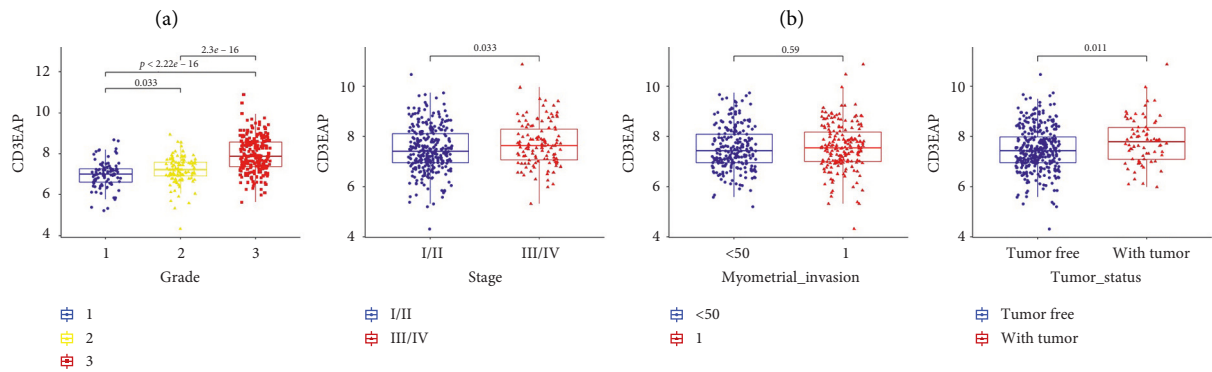 (a)
(b)
2.3e – 16
p < 2.22e – 16
0.033
12
10
8
6
4
CD3EAP
1
2
3
Grade
1
2
3
0.033
10
8
6
4
CD3EAP
I/II
III/IV
Stage
I/II
III/IV
0.59
10
8
6
4
CD3EAP
<50
1
Myometrial_invasion
<50
1
0.011
10
8
6
4
CD3EAP
Tumor free
With tumor
Tumor_status
Tumor free
With tumor